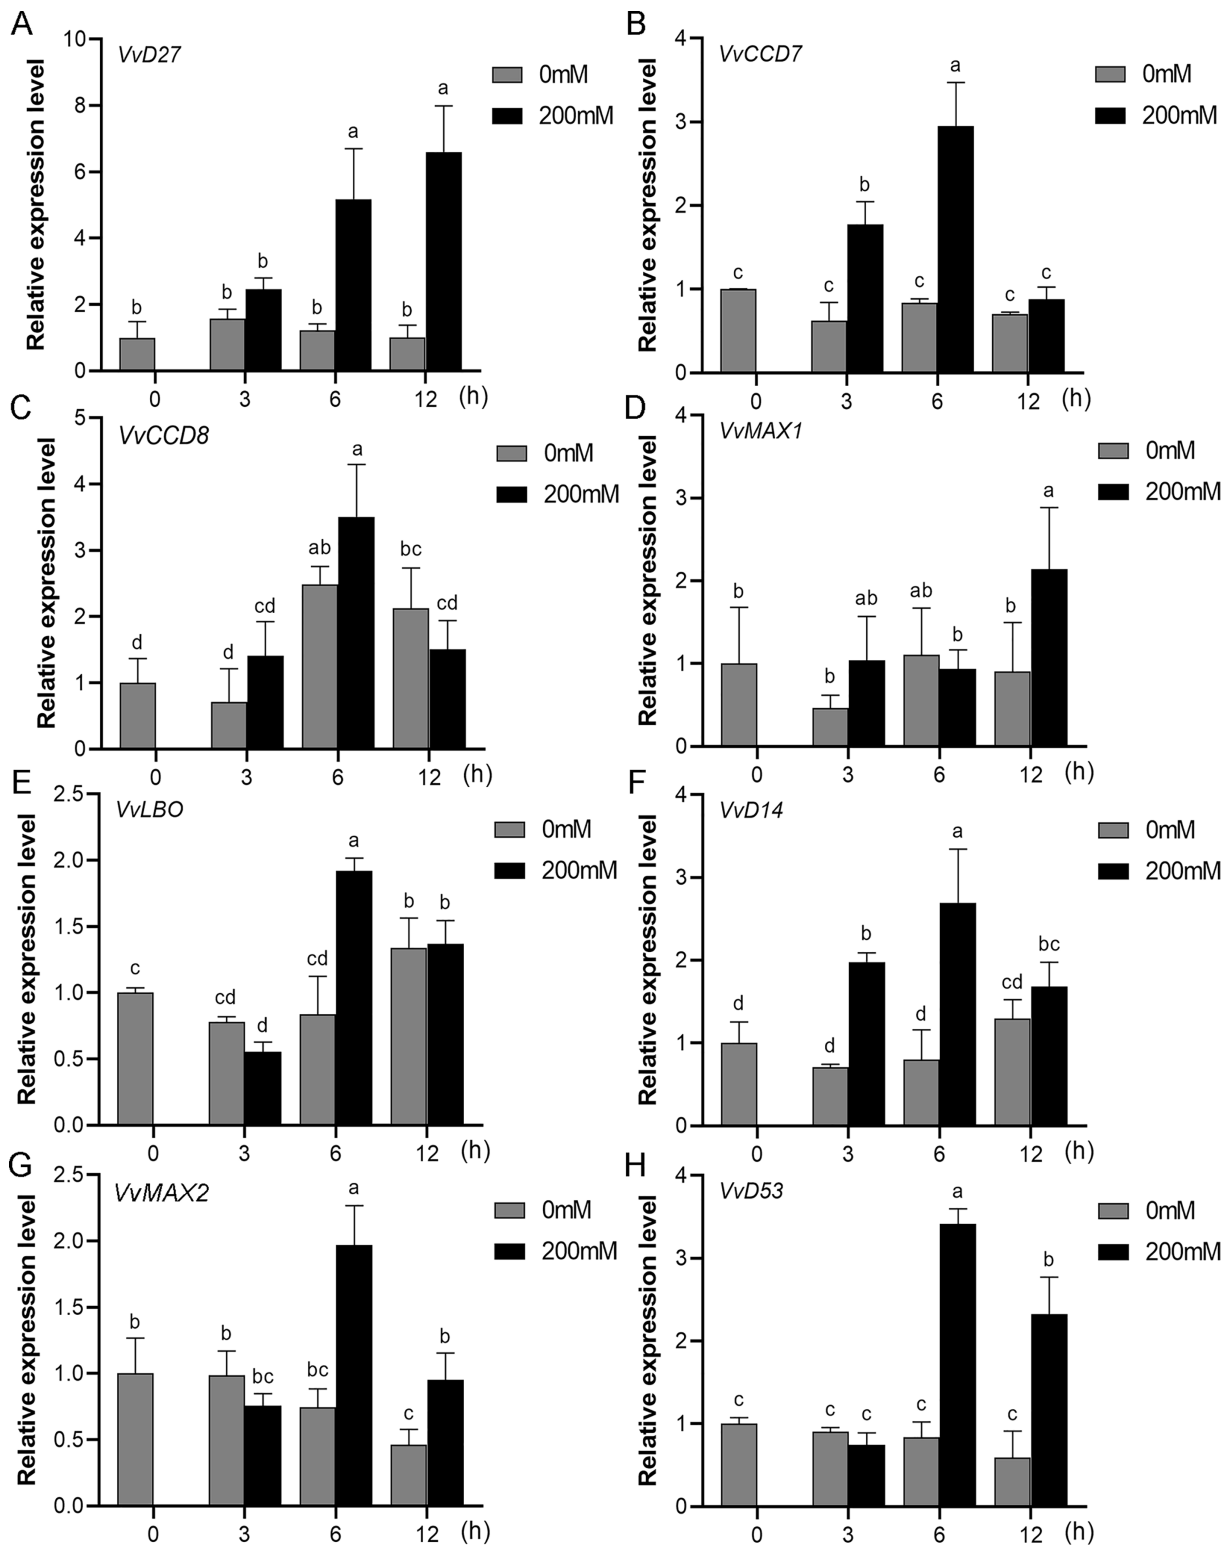 A
VvD27
Relative expression level
10
8
6
4
2
0
b
b
b
b
a
b
a
0 3 6 12 (h)
0mM
200mM
B
VvCCD7
Relative expression level
4
3
2
1
0
c
c
b
c
a
c
c
0 3 6 12 (h)
0mM
200mM
C
VvCCD8
Relative expression level
5
4
3
2
1
0
d
d
cd
ab
a
bc
cd
0 3 6 12 (h)
0mM
200mM
D
VvMAX1
Relative expression level
4
3
2
1
0
b
b
ab
ab
b
b
a
0 3 6 12 (h)
0mM
200mM
E
VvLBO
Relative expression level
2.5
2.0
1.5
1.0
0.5
0.0
c
cd
d
cd
a
b
b
0 3 6 12 (h)
0mM
200mM
F
VvD14
Relative expression level
4
3
2
1
0
d
d
b
d
a
cd
bc
0 3 6 12 (h)
0mM
200mM
G
VvMAX2
Relative expression level
2.5
2.0
1.5
1.0
0.5
0.0
b
b
bc
bc
a
c
b
0 3 6 12 (h)
0mM
200mM
H
VvD53
Relative expression level
4
3
2
1
0
c
c
c
c
a
c
b
0 3 6 12 (h)
0mM
200mM